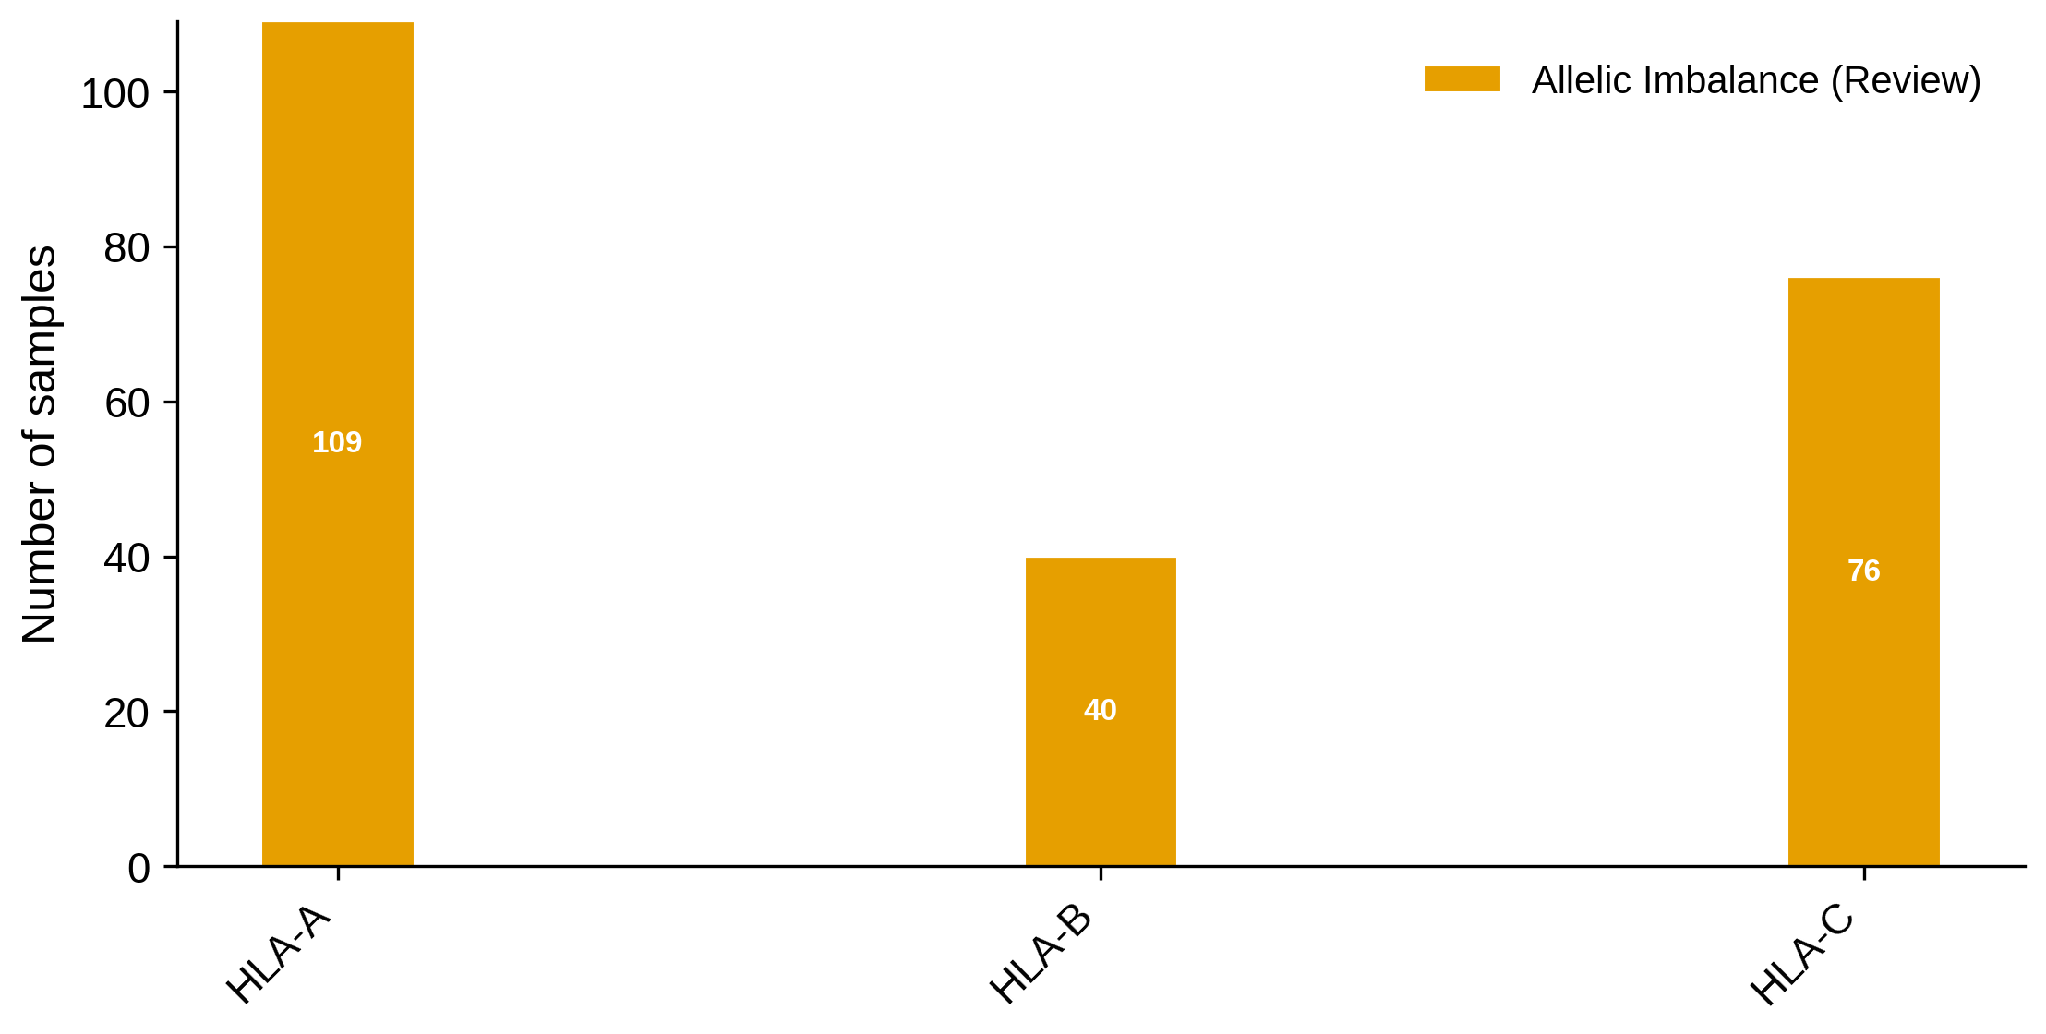 Number of samples
100
80
60
40
20
0
Allelic Imbalance (Review)
109
40
76
HLA-A
HLA-B
HLA-C